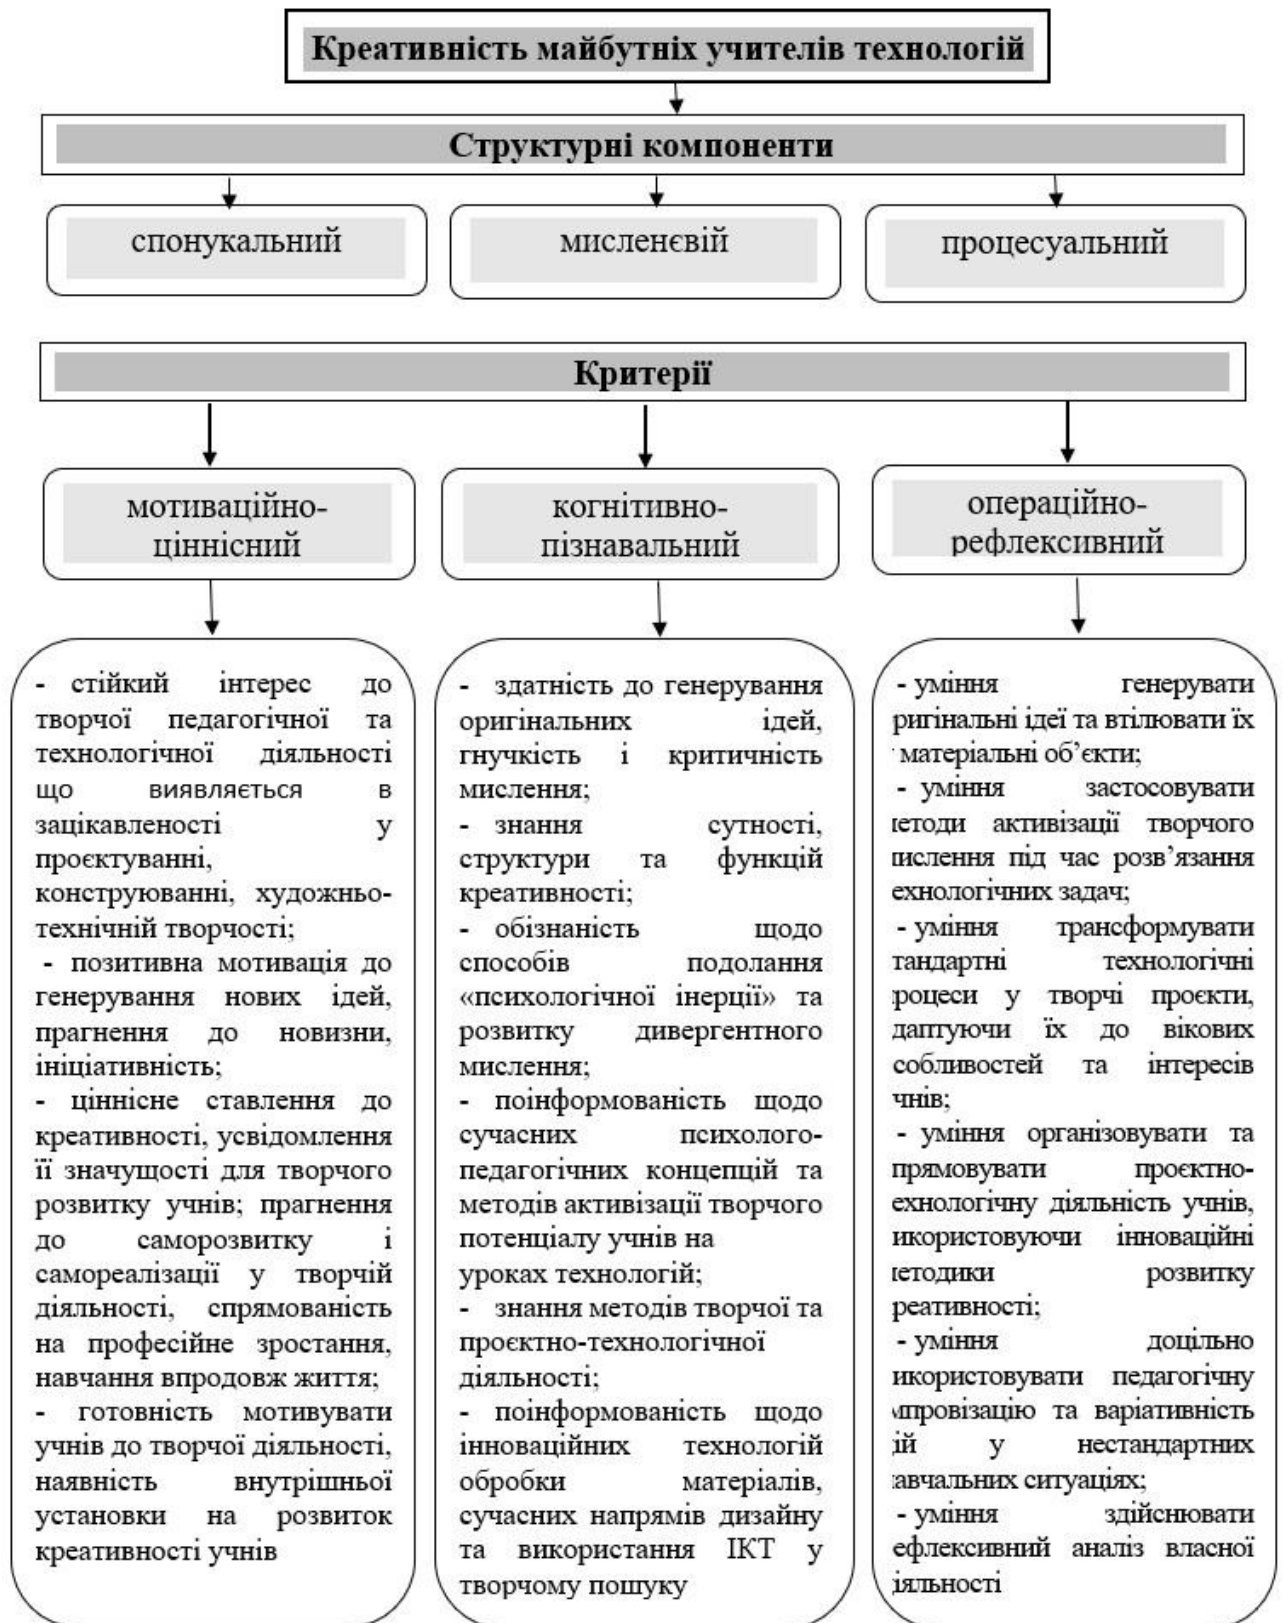 Креативність майбутніх учителів технологій
Структурні компоненти
спонукальний
мисленєвій
процесуальний
Критерії
мотиваційно-
ціннісний
когнітивно-
пізнавальний
операційно-
рефлексивний
- стійкий інтерес до
творчої педагогічної та
технологічної діяльності
що виявляється в
зацікавленості у
проєктуванні,
конструюванні, художньо-
технічній творчості;
- позитивна мотивація до
генерування нових ідей,
прагнення до новизни,
ініціативність;
- ціннісне ставлення до
креативності, усвідомлення
її значущості для творчого
розвитку учнів; прагнення
до саморозвитку і
самореалізації у творчій
діяльності, спрямованість
на професійне зростання,
навчання впродовж життя;
- готовність мотивувати
учнів до творчої діяльності,
наявність внутрішньої
установки на розвиток
креативності учнів
- здатність до генерування
оригінальних ідей,
гнучкість і критичність
мислення;
- знання сутності,
структури та функцій
креативності;
- обізнаність щодо
способів подолання
«психологічної інерції» та
розвитку дивергентного
мислення;
- поінформованість щодо
сучасних психолого-
педагогічних концепцій та
методів активізації творчого
потенціалу учнів на
уроках технологій;
- знання методів творчої та
проєктно-технологічної
діяльності;
- поінформованість щодо
інноваційних технологій
обробки матеріалів,
сучасних напрямів дизайну
та використання ІКТ у
творчому пошуку
- уміння генерувати
ригінальні ідеї та втілювати їх
матеріальні об’єкти;
- уміння застосовувати
етоди активізації творчого
ислення під час розв’язання
ехнологічних задач;
- уміння трансформувати
тандартні технологічні
роцеси у творчі проєкти,
даптуючи їх до вікових
собливостей та інтересів
чнів;
- уміння організовувати та
прямовувати проєктно-
ехнологічну діяльність учнів,
икористовуючи інноваційні
етодики розвитку
реативності;
- уміння доцільно
икористовувати педагогічну
мпровізацію та варіативність
ій у нестандартних
авчальних ситуаціях;
- уміння здійснювати
ефлексивний аналіз власної
іяльності